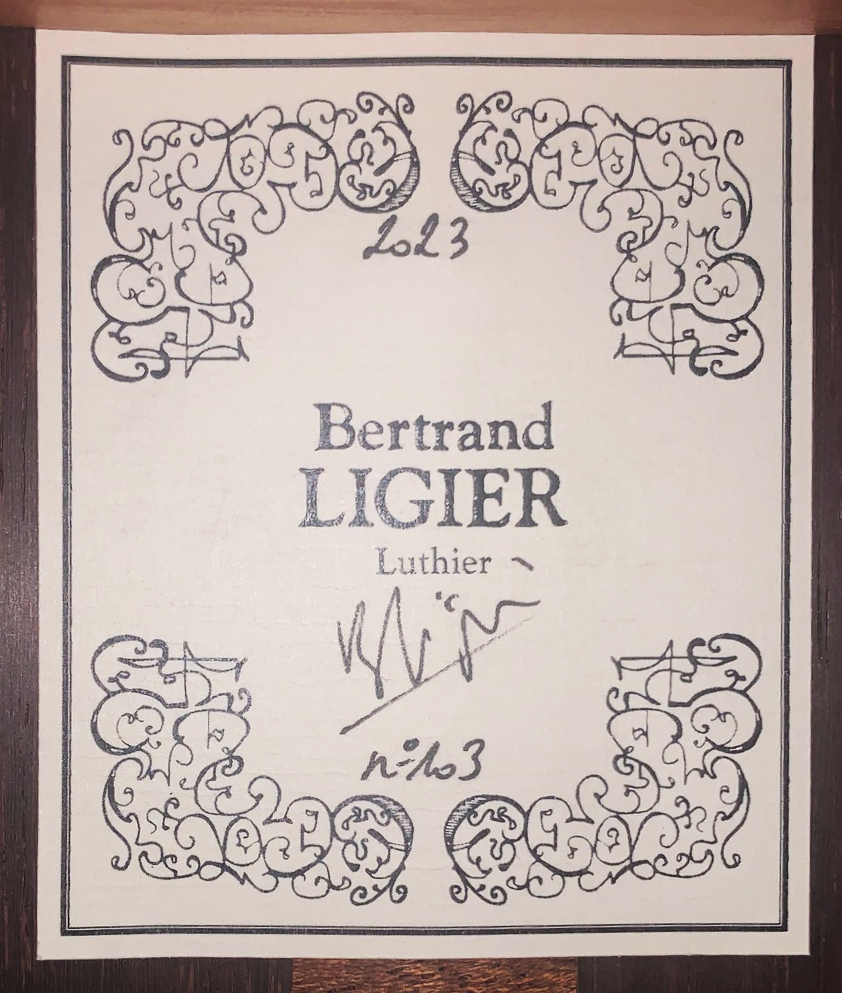 2023
Bertrand
LIGIER
Luthier
n° 103